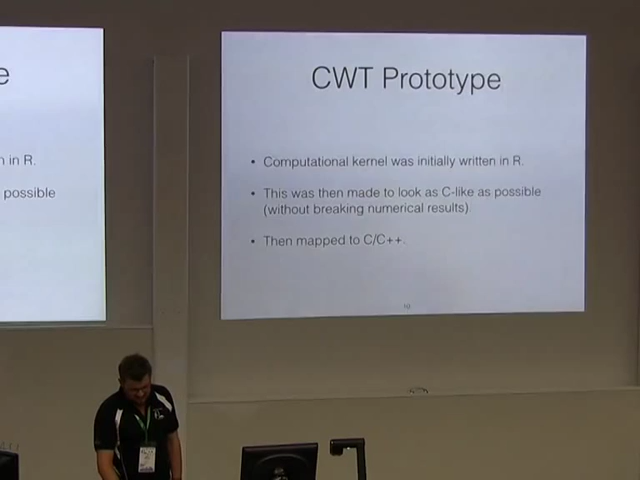 e
n in R.
possible
CWT Prototype
• Computational kernel was initially written in R.
• This was then made to look as C-like as possible
(without breaking numerical results).
• Then mapped to C/C++.